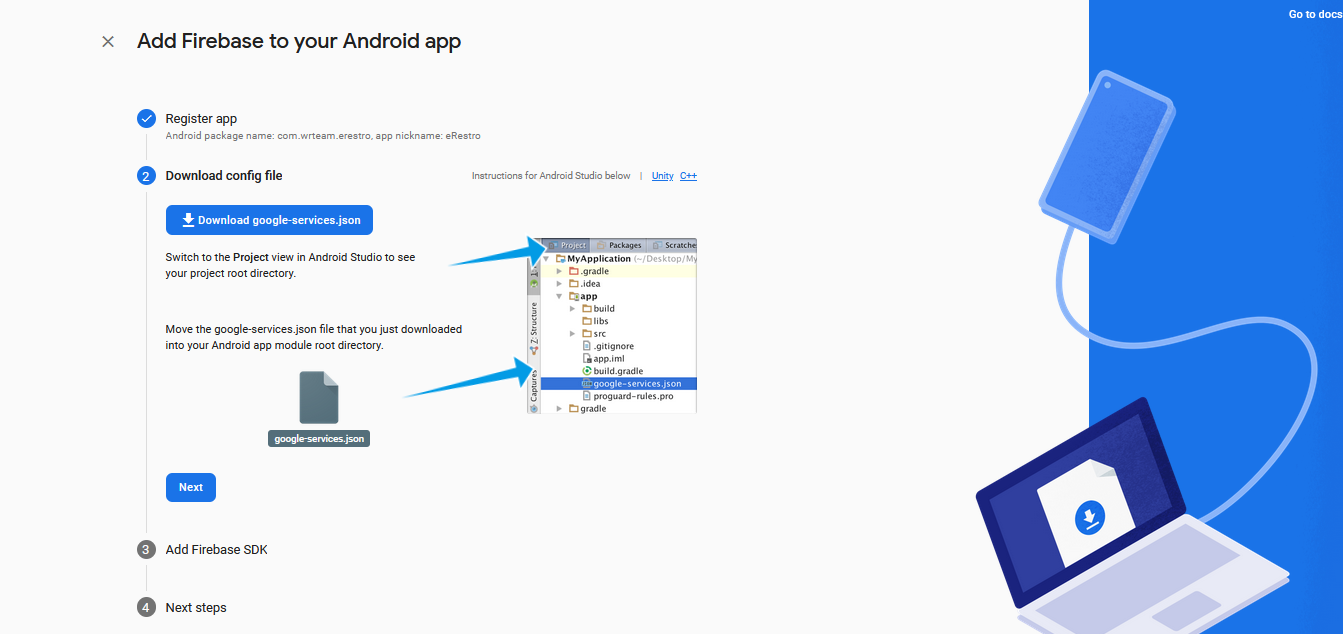 Go to docs
Add Firebase to your Android app
Register app
Android package name: com.wrteam.erestro, app nickname: eRestro
2 Download config file
Instructions for Android Studio below | Unity C++
Download google-services.json
Switch to the Project view in Android Studio to see
your project root directory.
Move the google-services.json file that you just downloaded
into your Android app module root directory.
google-services.json
Project Packages Scratche
MyApplication (~/Desktop/My
.gradle
.idea
app
build
libs
src
.gitignore
app.iml
build.gradle
google-services.json
proguard-rules.pro
gradle
Z: Structure
Captures
Next
3 Add Firebase SDK
4 Next steps